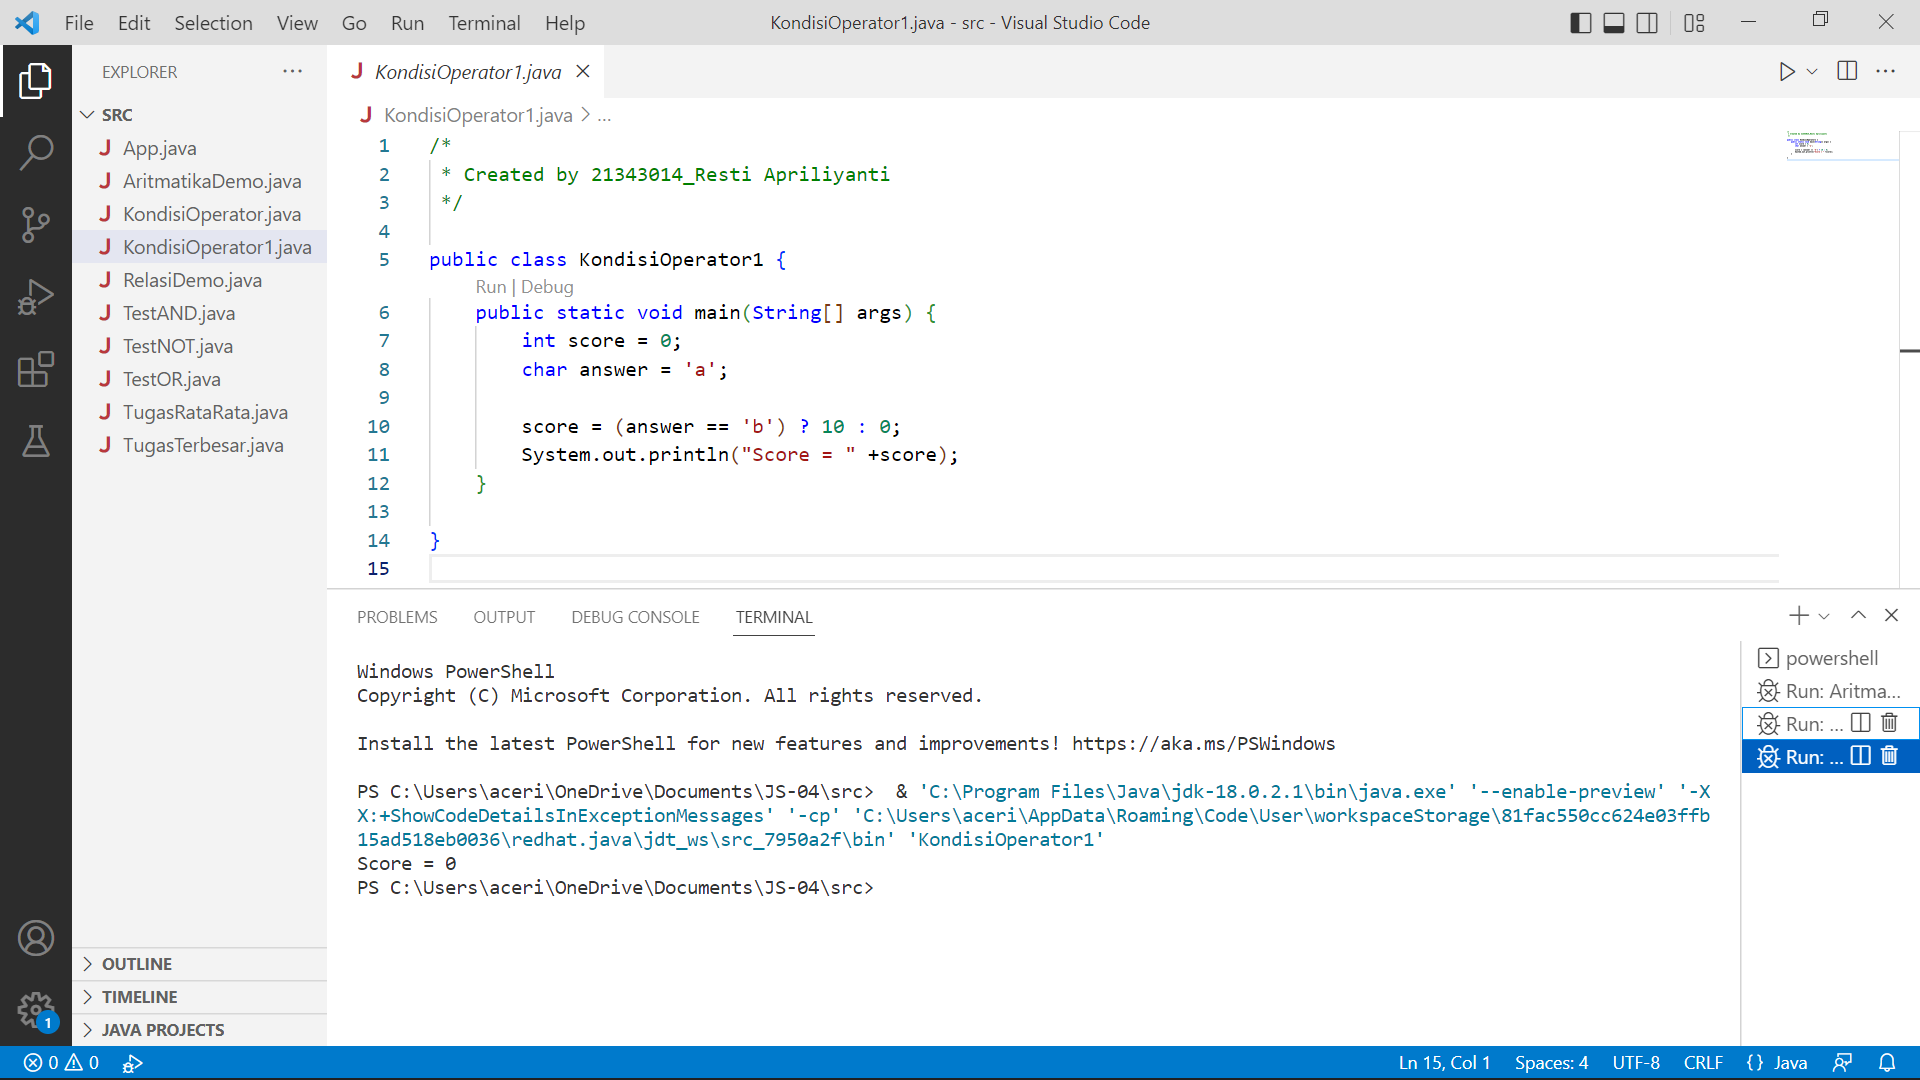 File Edit Selection View Go Run Terminal Help
KondisiOperator1.java - src - Visual Studio Code
EXPLORER
SRC
App.java
AritmatikaDemo.java
KondisiOperator.java
KondisiOperator1.java
RelasiDemo.java
TestAND.java
TestNOT.java
TestOR.java
TugasRataRata.java
TugasTerbesar.java
OUTLINE
TIMELINE
JAVA PROJECTS
1
KondisiOperator1.java
KondisiOperator1.java > ...
1 /*
2 * Created by 21343014_Resti Apriliyanti
3 */
4
5 public class KondisiOperator1 {
Run | Debug
6 public static void main(String[] args) {
7 int score = 0;
8 char answer = 'a';
9
10 score = (answer == 'b') ? 10 : 0;
11 System.out.println("Score = " +score);
12 }
13
14 }
15
PROBLEMS OUTPUT DEBUG CONSOLE TERMINAL
Windows PowerShell
Copyright (C) Microsoft Corporation. All rights reserved.
Install the latest PowerShell for new features and improvements! https://aka.ms/PSWindows
PS C:\Users\aceri\OneDrive\Documents\JS-04\src>  & 'C:\Program Files\Java\jdk-18.0.2.1\bin\java.exe' '--enable-preview' '-X
X:+ShowCodeDetailsInExceptionMessages' '-cp' 'C:\Users\aceri\AppData\Roaming\Code\User\workspaceStorage\81fac550cc624e03ffb
15ad518eb0036\redhat.java\jdt_ws\src_7950a2f\bin' 'KondisiOperator1'
Score = 0
PS C:\Users\aceri\OneDrive\Documents\JS-04\src>
powershell
Run: Aritma...
Run: ...
Run: ...
0 0
Ln 15, Col 1 Spaces: 4 UTF-8 CRLF {} Java